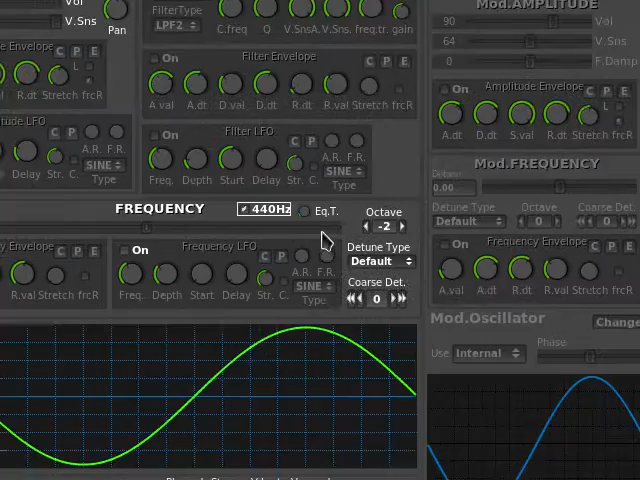 Vol
V.Sns
Pan
e Envelope C P E
L
R.dt Stretch frcR
tude LFO C P
A.R. F.R.
SINE
Delay Str. C. Type
FilterType
LPF2
C.freq Q V.SnsA. V.Sns. freq.tr. gain
On Filter Envelope C P E
A.val A.dt D.val D.dt R.dt R.val Stretch frcR
On Filter LFO C P
A.R. F.R.
SINE
Freq. Depth Start Delay Str. C. Type
FREQUENCY 440Hz Eq.T. Octave
-2
Detune Type
Default
Coarse Det.
0
y Envelope C P E
R.val Stretch frcR
On Frequency LFO C P
A.R. F.R.
SINE
Freq. Depth Start Delay Str. C. Type
Mod.AMPLITUDE
90 Vol
64 V.Sns
0 F.Damp
On Amplitude Envelope C P E
L
A.dt D.dt S.val R.dt Stretch frcR
Mod.FREQUENCY
Detune
0.00
Detune Type Octave Coarse Det.
Default 0 0
On Frequency Envelope C P E
A.val A.dt R.dt R.val Stretch frcR
Mod.Oscillator Change
Phase
Use Internal